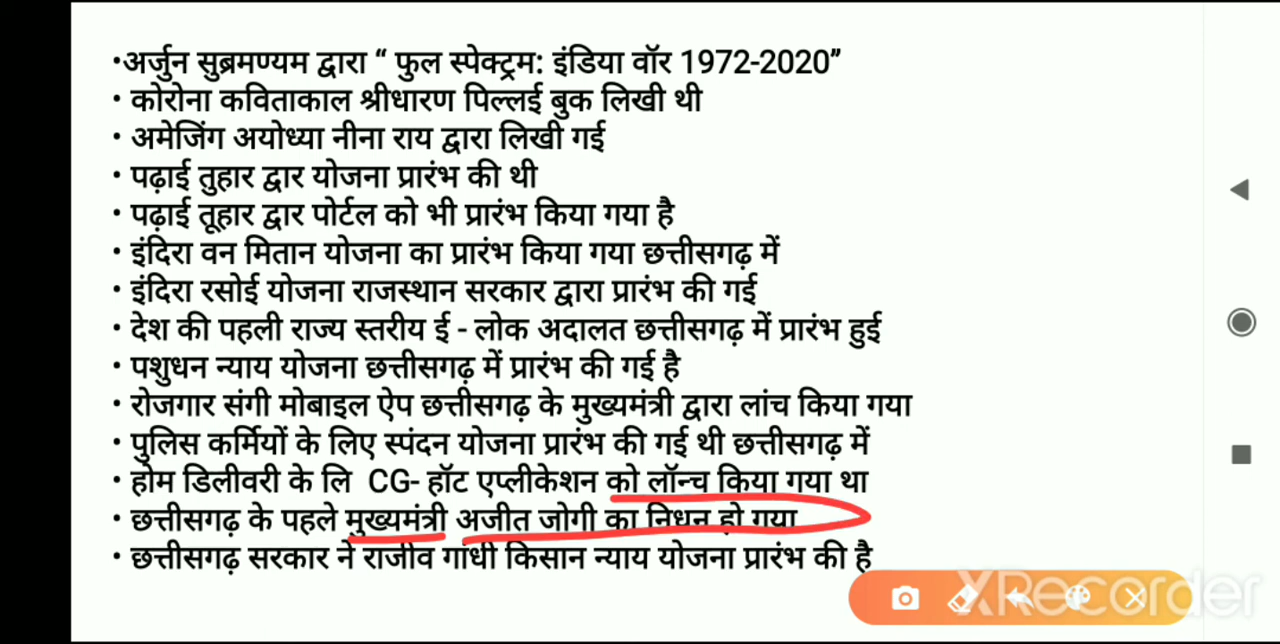 •अर्जुन सुब्रमण्यम द्वारा “ फुल स्पेक्ट्रम: इंडिया वॉर 1972-2020”
• कोरोना कविताकाल श्रीधारण पिल्लई बुक लिखी थी
• अमेजिंग अयोध्या नीना राय द्वारा लिखी गई
• पढ़ाई तुहार द्वार योजना प्रारंभ की थी
• पढ़ाई तूहार द्वार पोर्टल को भी प्रारंभ किया गया है
• इंदिरा वन मितान योजना का प्रारंभ किया गया छत्तीसगढ़ में
• इंदिरा रसोई योजना राजस्थान सरकार द्वारा प्रारंभ की गई
• देश की पहली राज्य स्तरीय ई - लोक अदालत छत्तीसगढ़ में प्रारंभ हुई
• पशुधन न्याय योजना छत्तीसगढ़ में प्रारंभ की गई है
• रोजगार संगी मोबाइल ऐप छत्तीसगढ़ के मुख्यमंत्री द्वारा लांच किया गया
• पुलिस कर्मियों के लिए स्पंदन योजना प्रारंभ की गई थी छत्तीसगढ़ में
• होम डिलीवरी के लि CG- हॉट एप्लीकेशन को लॉन्च किया गया था
• छत्तीसगढ़ के पहले मुख्यमंत्री अजीत जोगी का निधन हो गया
• छत्तीसगढ़ सरकार ने राजीव गांधी किसान न्याय योजना प्रारंभ की है
XRecorder